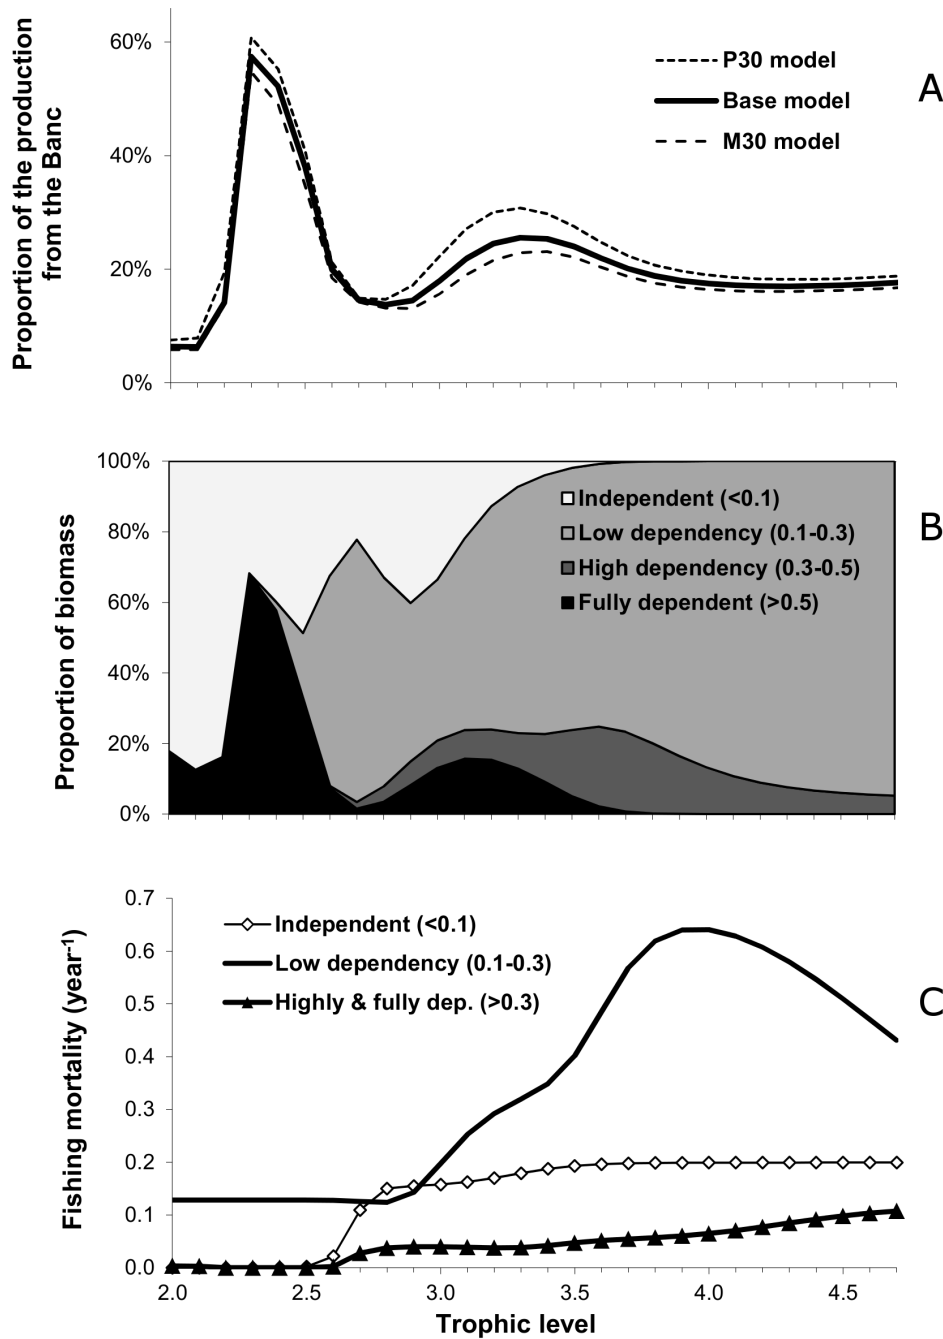 Proportion of the production
from the Banc
60%
40%
20%
0%
P30 model
Base model
M30 model
A
Proportion of biomass
100%
80%
60%
40%
20%
0%
Independent (<0.1)
Low dependency (0.1-0.3)
High dependency (0.3-0.5)
Fully dependent (>0.5)
B
Fishing mortality (year-1)
0.7
0.6
0.5
0.4
0.3
0.2
0.1
0.0
Independent (<0.1)
Low dependency (0.1-0.3)
Highly & fully dep. (>0.3)
C
2.0 2.5 3.0 3.5 4.0 4.5
Trophic level